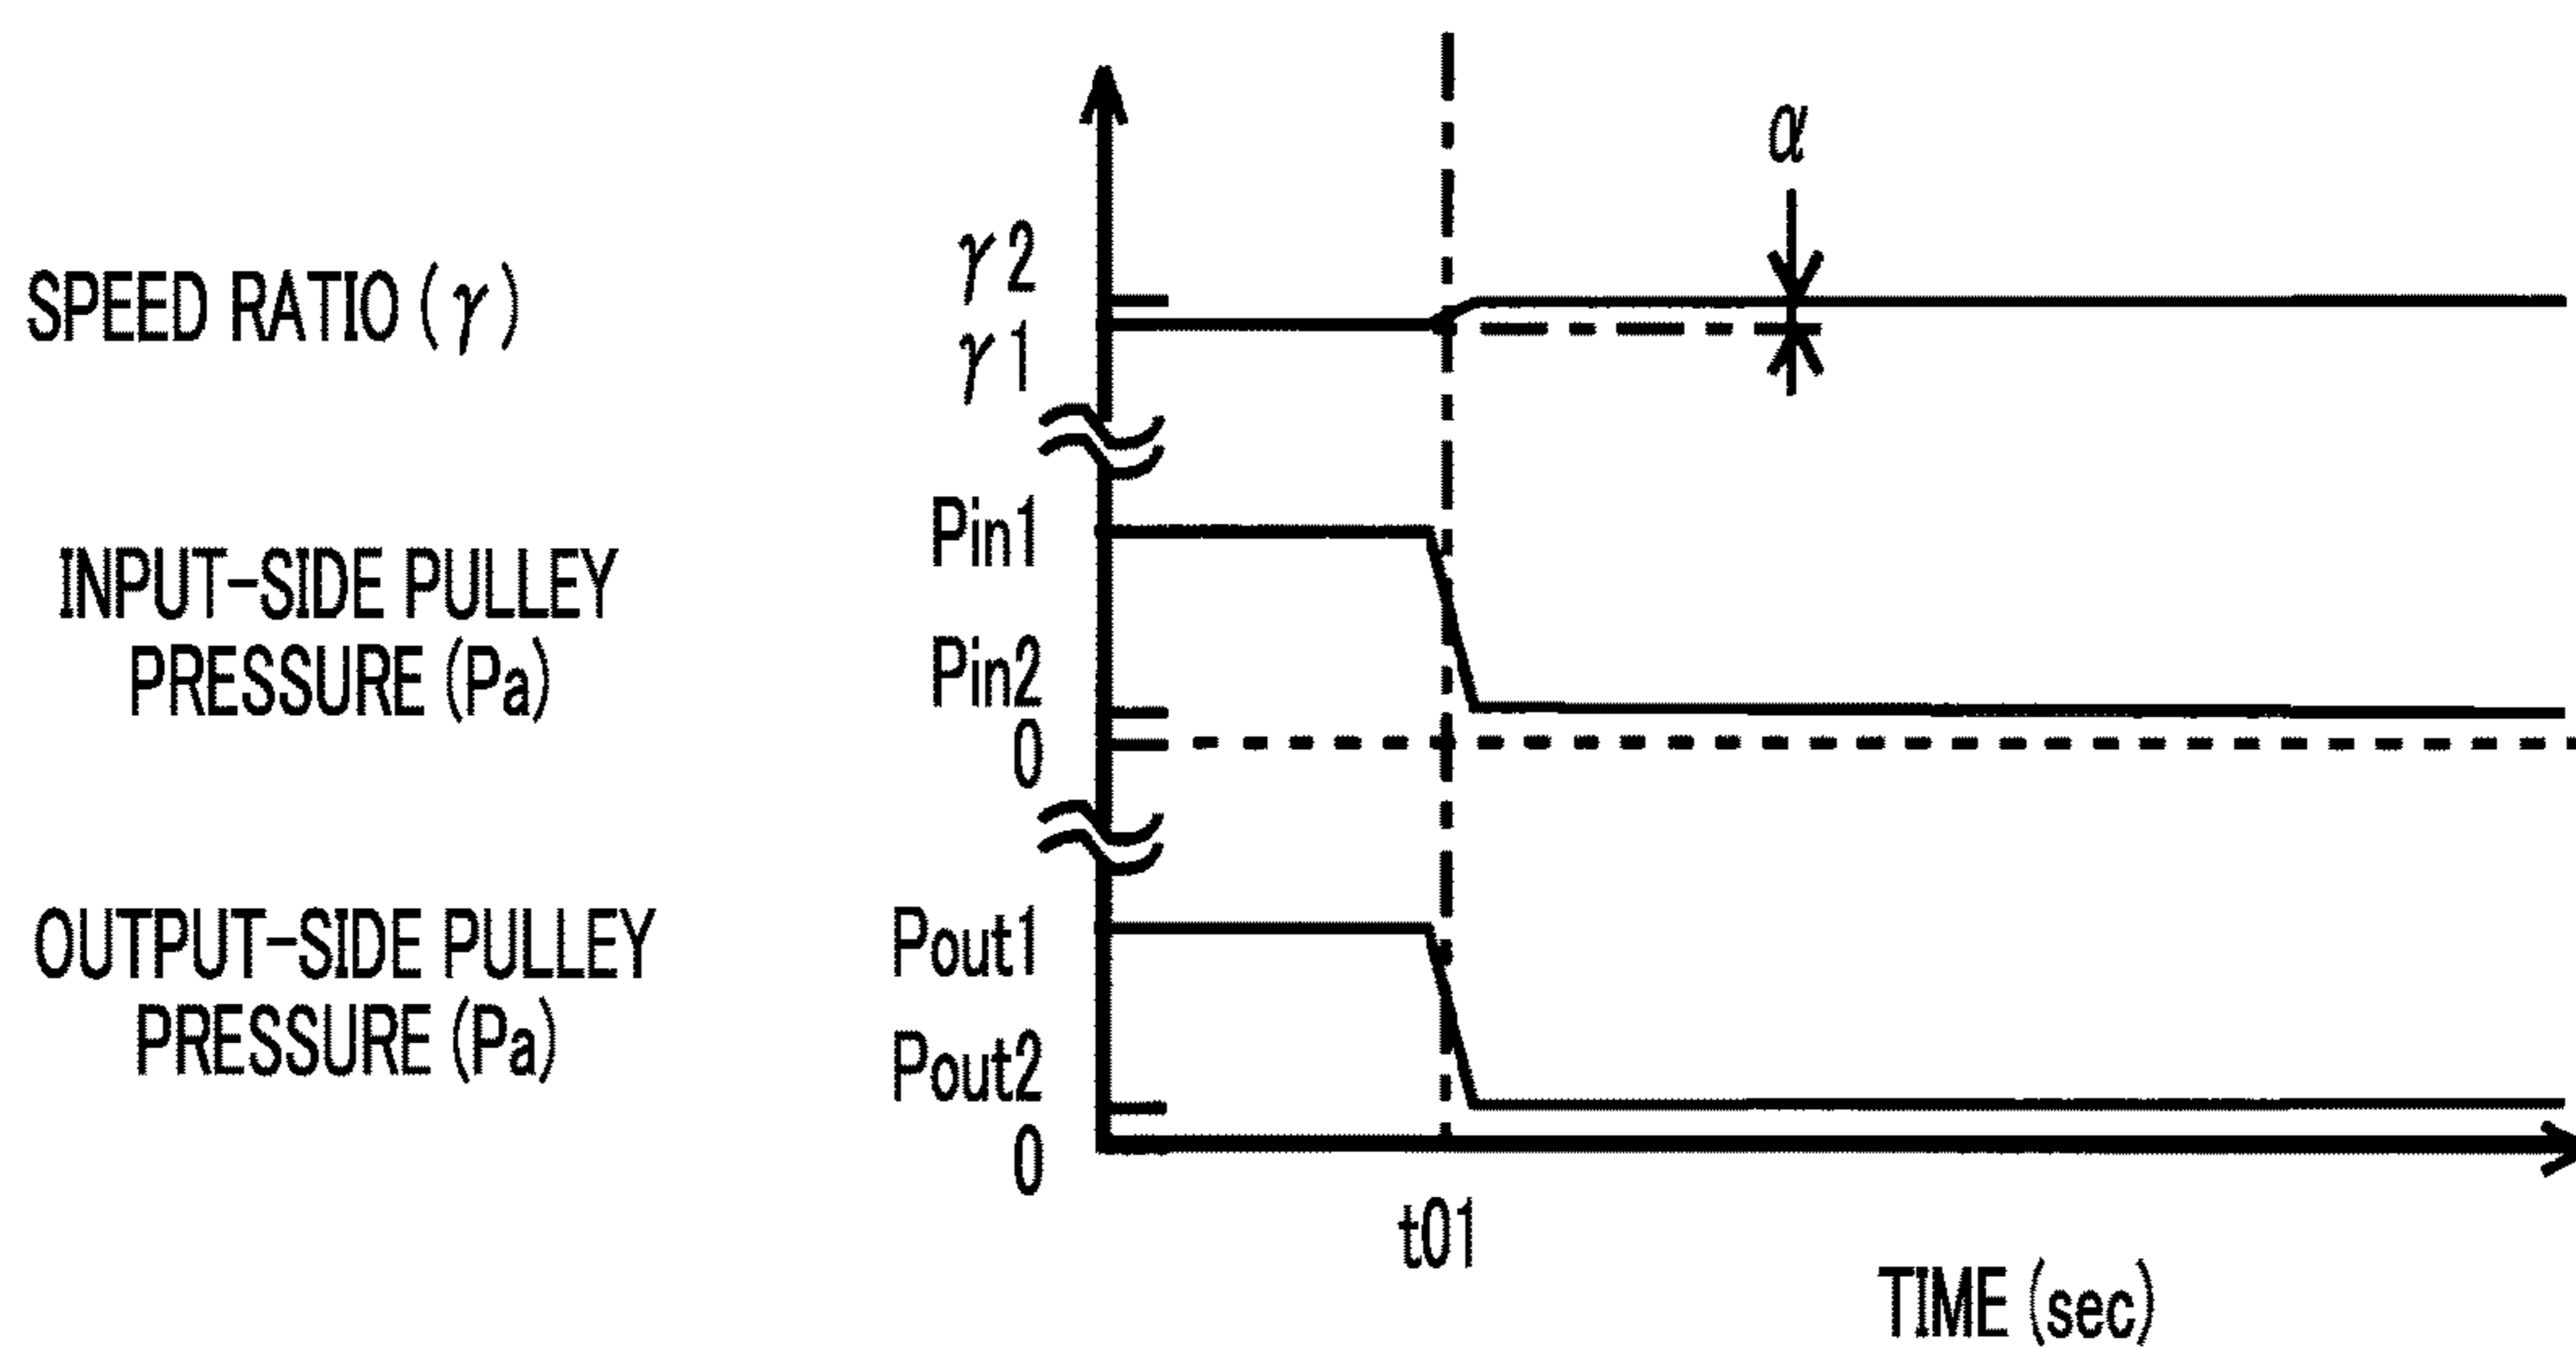 α
γ2
SPEED RATIO (γ)
γ1
Pin1
INPUT-SIDE PULLEY
PRESSURE (Pa)
Pin2
0
Pout1
OUTPUT-SIDE PULLEY
PRESSURE (Pa)
Pout2
0
t01
TIME (sec)